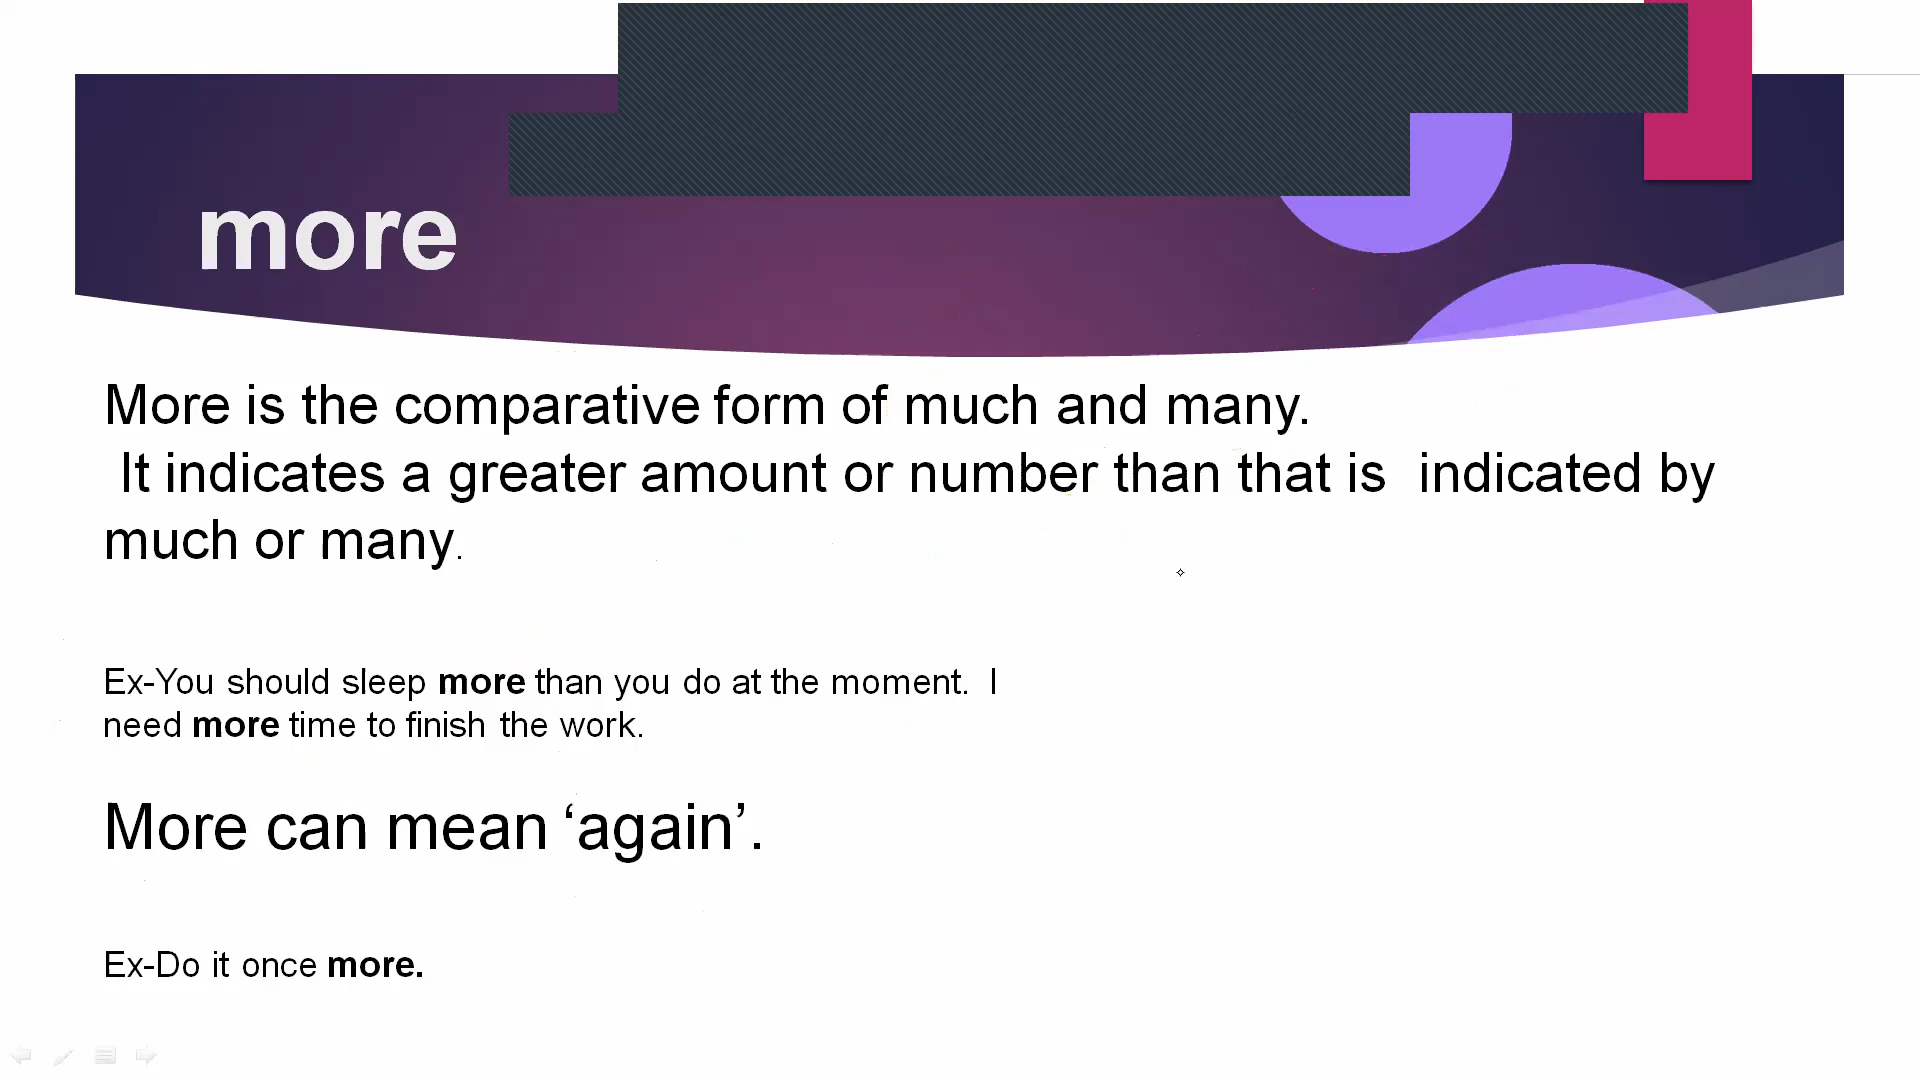 more
More is the comparative form of much and many.
It indicates a greater amount or number than that is indicated by
much or many.
Ex-You should sleep more than you do at the moment. I
need more time to finish the work.
More can mean ‘again’.
Ex-Do it once more.